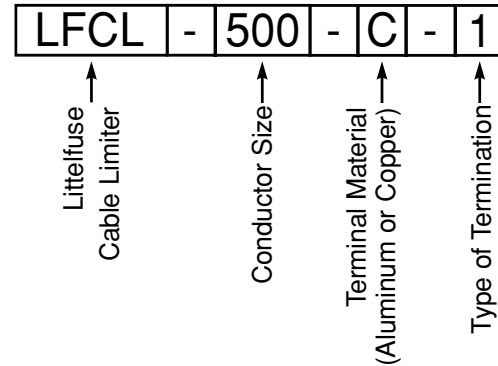 LFCL - 500 - C - 1
Littelfuse
Cable Limiter
Conductor Size
Terminal Material
(Aluminum or Copper)
Type of Termination